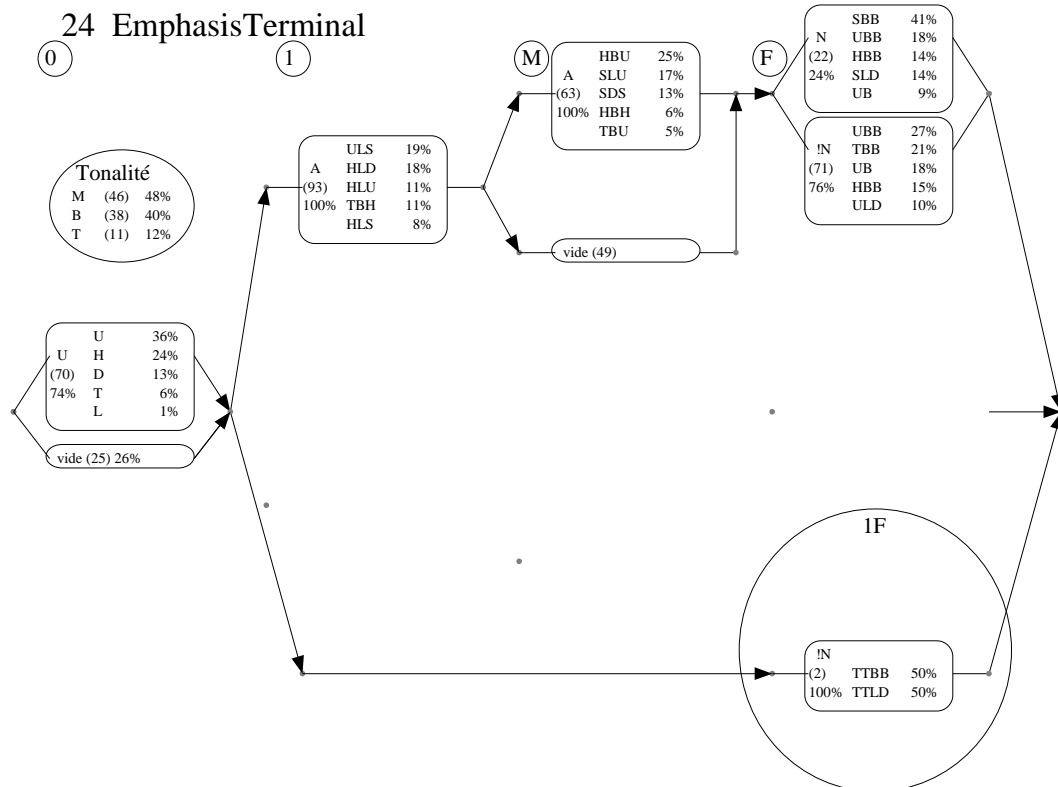 24 EmphasisTerminal
0
1
M
F
Tonalité
M (46) 48%
B (38) 40%
T (11) 12%
U 36%
U H 24%
(70) D 13%
74% T 6%
L 1%
vide (25) 26%
ULS 19%
A HLD 18%
(93) HLU 11%
100% TBH 11%
HLS 8%
HBU 25%
A SLU 17%
(63) SDS 13%
100% HBH 6%
TBU 5%
vide (49)
SBB 41%
N UBB 18%
(22) HBB 14%
24% SLD 14%
UB 9%
UBB 27%
!N TBB 21%
(71) UB 18%
76% HBB 15%
ULD 10%
1F
!N
(2) TTBB 50%
100% TTLD 50%